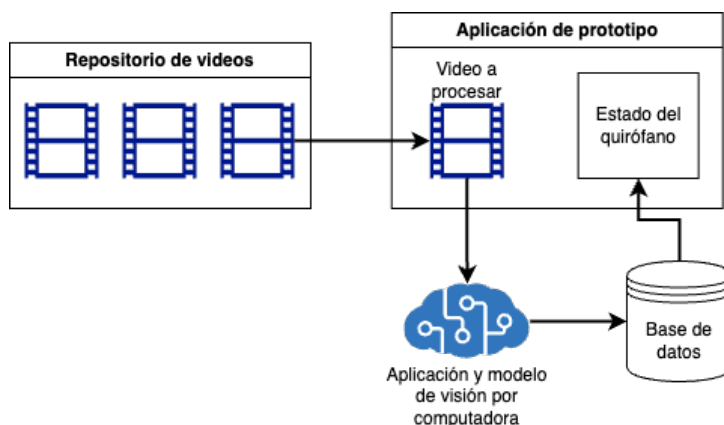 Repositorio de videos
Aplicación de prototipo
Video a
procesar
Estado del
quirófano
Aplicación y modelo
de visión por
computadora
Base de
datos